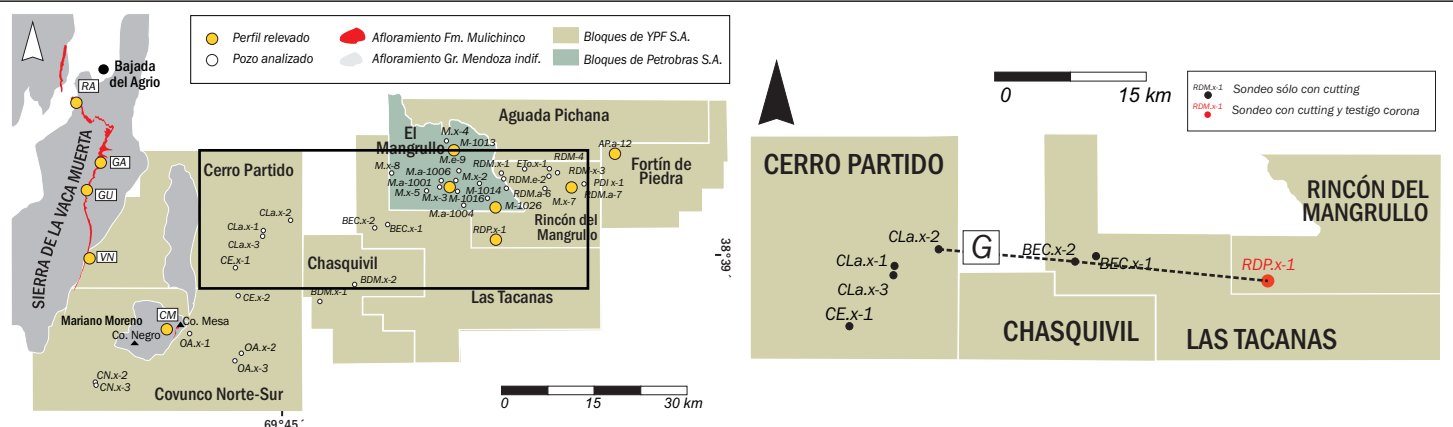 Perfil relevado
Pozo analizado
Afloramiento Fm. Mulichinco
Afloramiento Gr. Mendoza indif.
Bloques de YPF S.A.
Bloques de Petrobras S.A.
Bajada
del Agrio
RA
GA
GU
VN
CM
SIERRA DE LA VACA MUERTA
Mariano Moreno
Co. Negro
Co. Mesa
OA.x-1
OA.x-2
OA.x-3
CN.x-2
CN.x-3
Covunco Norte-Sur
69°45´
Cerro Partido
CLa.x-2
CLa.x-1
CLa.x-3
CE.x-1
CE.x-2
Chasquivil
BEC.x-2
BEC.x-1
BDM.x-2
BDM.x-1
Las Tacanas
El
Mangrullo
Aguada Pichana
M.x-4
M-1013
M.x-8
M.e-9
M.a-1006
M.a-1001
M.x-2
M.x-5
M.x-3
M-1014
M-1016
M.a-1004
M-1026
RDM.x-1
ETo.x-1
RDM-4
RDM.x-3
RDM.e-2
RDM.a-6
PDI x-1
RDM.a-7
M.x-7
AP.a-12
Fortín de
Piedra
Rincón del
Mangrullo
RDP.x-1
38°39´
0 15 30 km
0 15 km
RDM.x-1 Sondeo sólo con cutting
RDM.x-1 Sondeo con cutting y testigo corona
CERRO PARTIDO
RINCÓN DEL
MANGRULLO
CLa.x-2
G
BEC.x-2
BEC.x-1
CLa.x-1
RDP.x-1
CLa.x-3
CE.x-1
CHASQUIVIL
LAS TACANAS